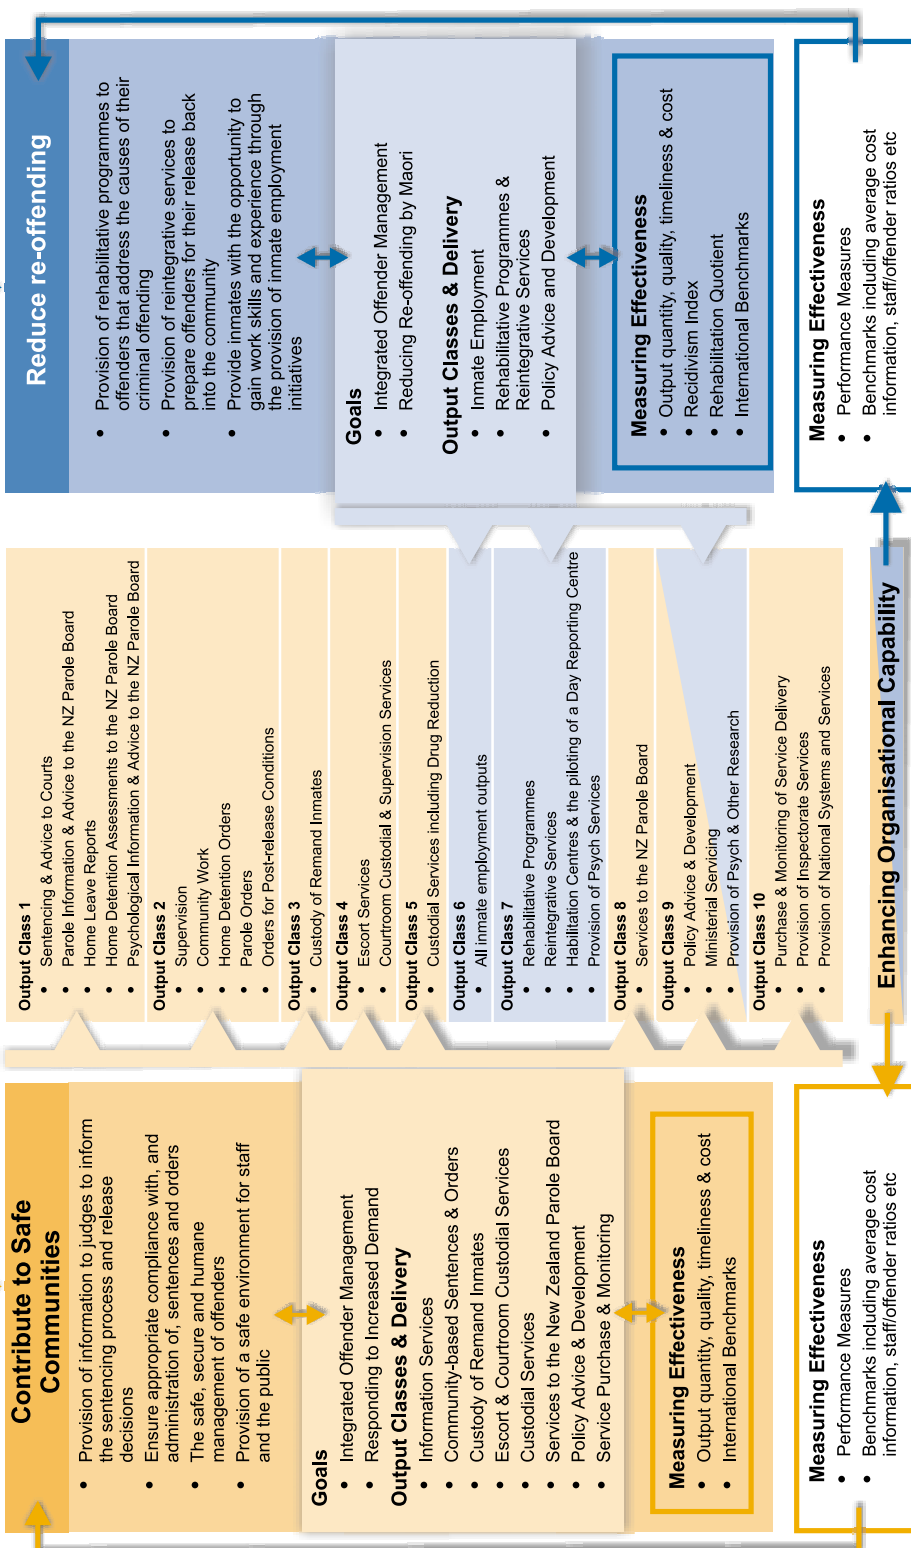 Contribute to Safe
Communities
• Provision of information to judges to inform
the sentencing process and release
decisions
• Ensure appropriate compliance with, and
administration of, sentences and orders
• The safe, secure and humane
management of offenders
• Provision of a safe environment for staff
and the public
Goals
• Integrated Offender Management
• Responding to Increased Demand
Output Classes & Delivery
• Information Services
• Community-based Sentences & Orders
• Custody of Remand Inmates
• Escort & Courtroom Custodial Services
• Custodial Services
• Services to the New Zealand Parole Board
• Policy Advice & Development
• Service Purchase & Monitoring
Measuring Effectiveness
• Output quantity, quality, timeliness & cost
• International Benchmarks
Measuring Effectiveness
• Performance Measures
• Benchmarks including average cost
information, staff/offender ratios etc
Output Class 1
• Sentencing & Advice to Courts
• Parole Information & Advice to the NZ Parole Board
• Home Leave Reports
• Home Detention Assessments to the NZ Parole Board
• Psychological Information & Advice to the NZ Parole Board
Output Class 2
• Supervision
• Community Work
• Home Detention Orders
• Parole Orders
• Orders for Post-release Conditions
Output Class 3
• Custody of Remand Inmates
Output Class 4
• Escort Services
• Courtroom Custodial & Supervision Services
Output Class 5
• Custodial Services including Drug Reduction
Output Class 6
• All inmate employment outputs
Output Class 7
• Rehabilitative Programmes
• Reintegrative Services
• Habilitation Centres & the piloting of a Day Reporting Centre
• Provision of Psych Services
Output Class 8
• Services to the NZ Parole Board
Output Class 9
• Policy Advice & Development
• Ministerial Servicing
• Provision of Psych & Other Research
Output Class 10
• Purchase & Monitoring of Service Delivery
• Provision of Inspectorate Services
• Provision of National Systems and Services
Enhancing Organisational Capability
Reduce re-offending
• Provision of rehabilitative programmes to
offenders that address the causes of their
criminal offending
• Provision of reintegrative services to
prepare offenders for their release back
into the community
• Provide inmates with the opportunity to
gain work skills and experience through
the provision of inmate employment
initiatives
Goals
• Integrated Offender Management
• Reducing Re-offending by Maori
Output Classes & Delivery
• Inmate Employment
• Rehabilitative Programmes &
Reintegrative Services
• Policy Advice and Development
Measuring Effectiveness
• Output quantity, quality, timeliness & cost
• Recidivism Index
• Rehabilitation Quotient
• International Benchmarks
Measuring Effectiveness
• Performance Measures
• Benchmarks including average cost
information, staff/offender ratios etc